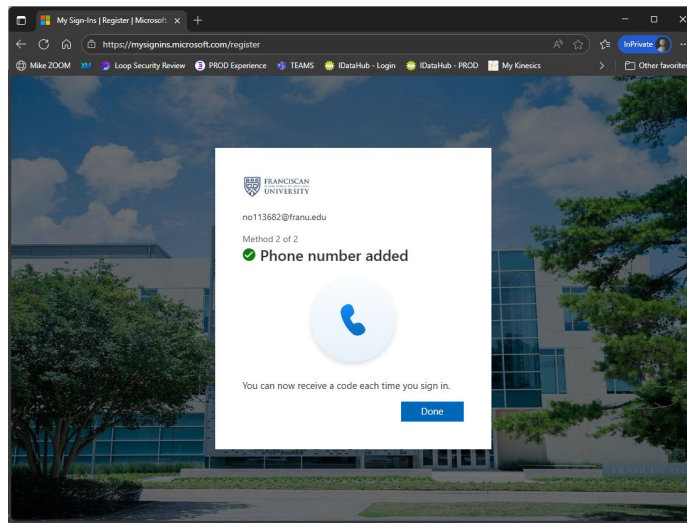 My Sign-Ins | Register | Microsoft
https://mysignins.microsoft.com/register
InPrivate
Mike ZOOM
Loop Security Review
PROD Experience
TEAMS
IDataHub - Login
IDataHub - PROD
My Kinesics
Other favorites
FRANCISCAN
UNIVERSITY
no113682@franu.edu
Method 2 of 2
Phone number added
You can now receive a code each time you sign in.
Done
FRANCISCAN